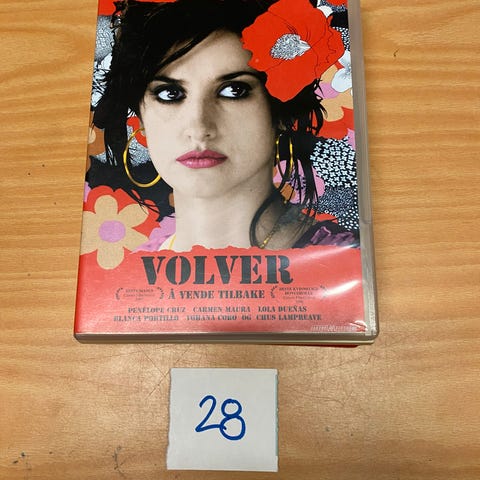 VOLVER
Å VENDE TILBAKE
PENÉLOPE CRUZ CARMEN MAURA LOLA DUEÑAS
BLANCA PORTILLO YOHANA COBO OG CHUS LAMPREAVE
28